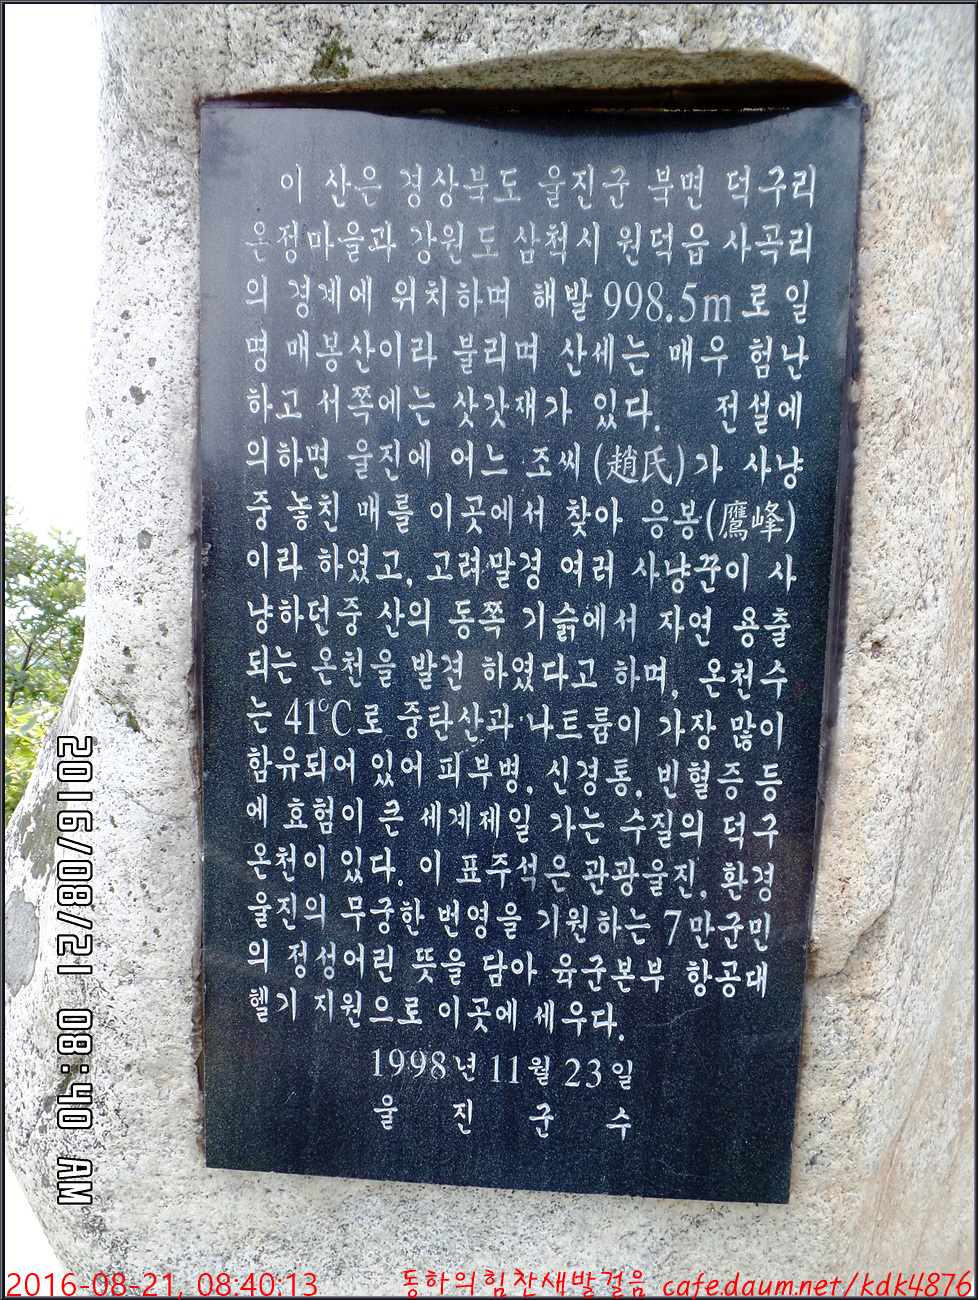 이 산은 경상북도 울진군 북면 덕구리
온정마을과 강원도 삼척시 원덕읍 사곡리
의 경계에 위치하며 해발 998.5m 로 일
명 매봉산이라 불리며 산세는 매우 험난
하고 서쪽에는 삿갓재가 있다. 전설에
의하면 울진에 어느 조씨(趙氏)가 사냥
중 놓친 매를 이곳에서 찾아 응봉(鷹峰)
이라 하였고, 고려말경 여러 사냥꾼이 사
냥하던중 산의 동쪽 기슭에서 자연 용출
되는 온천을 발견 하였다고 하며, 온천수
는 41℃로 중탄산과 나트륨이 가장 많이
함유되어 있어 피부병, 신경통, 빈혈증 등
에 효험이 큰 세계제일 가는 수질의 덕구
온천이 있다. 이 표주석은 관광울진, 환경
울진의 무궁한 번영을 기원하는 7만군민
의 정성어린 뜻을 담아 육군본부 항공대
헬기 지원으로 이곳에 세우다.
1998년 11월 23일
울 진 군 수
2016/08/21 08:40 AM
2016-08-21, 08:40:13 동하의힘찬새발걸음 cafe.daum.net/kdk4876